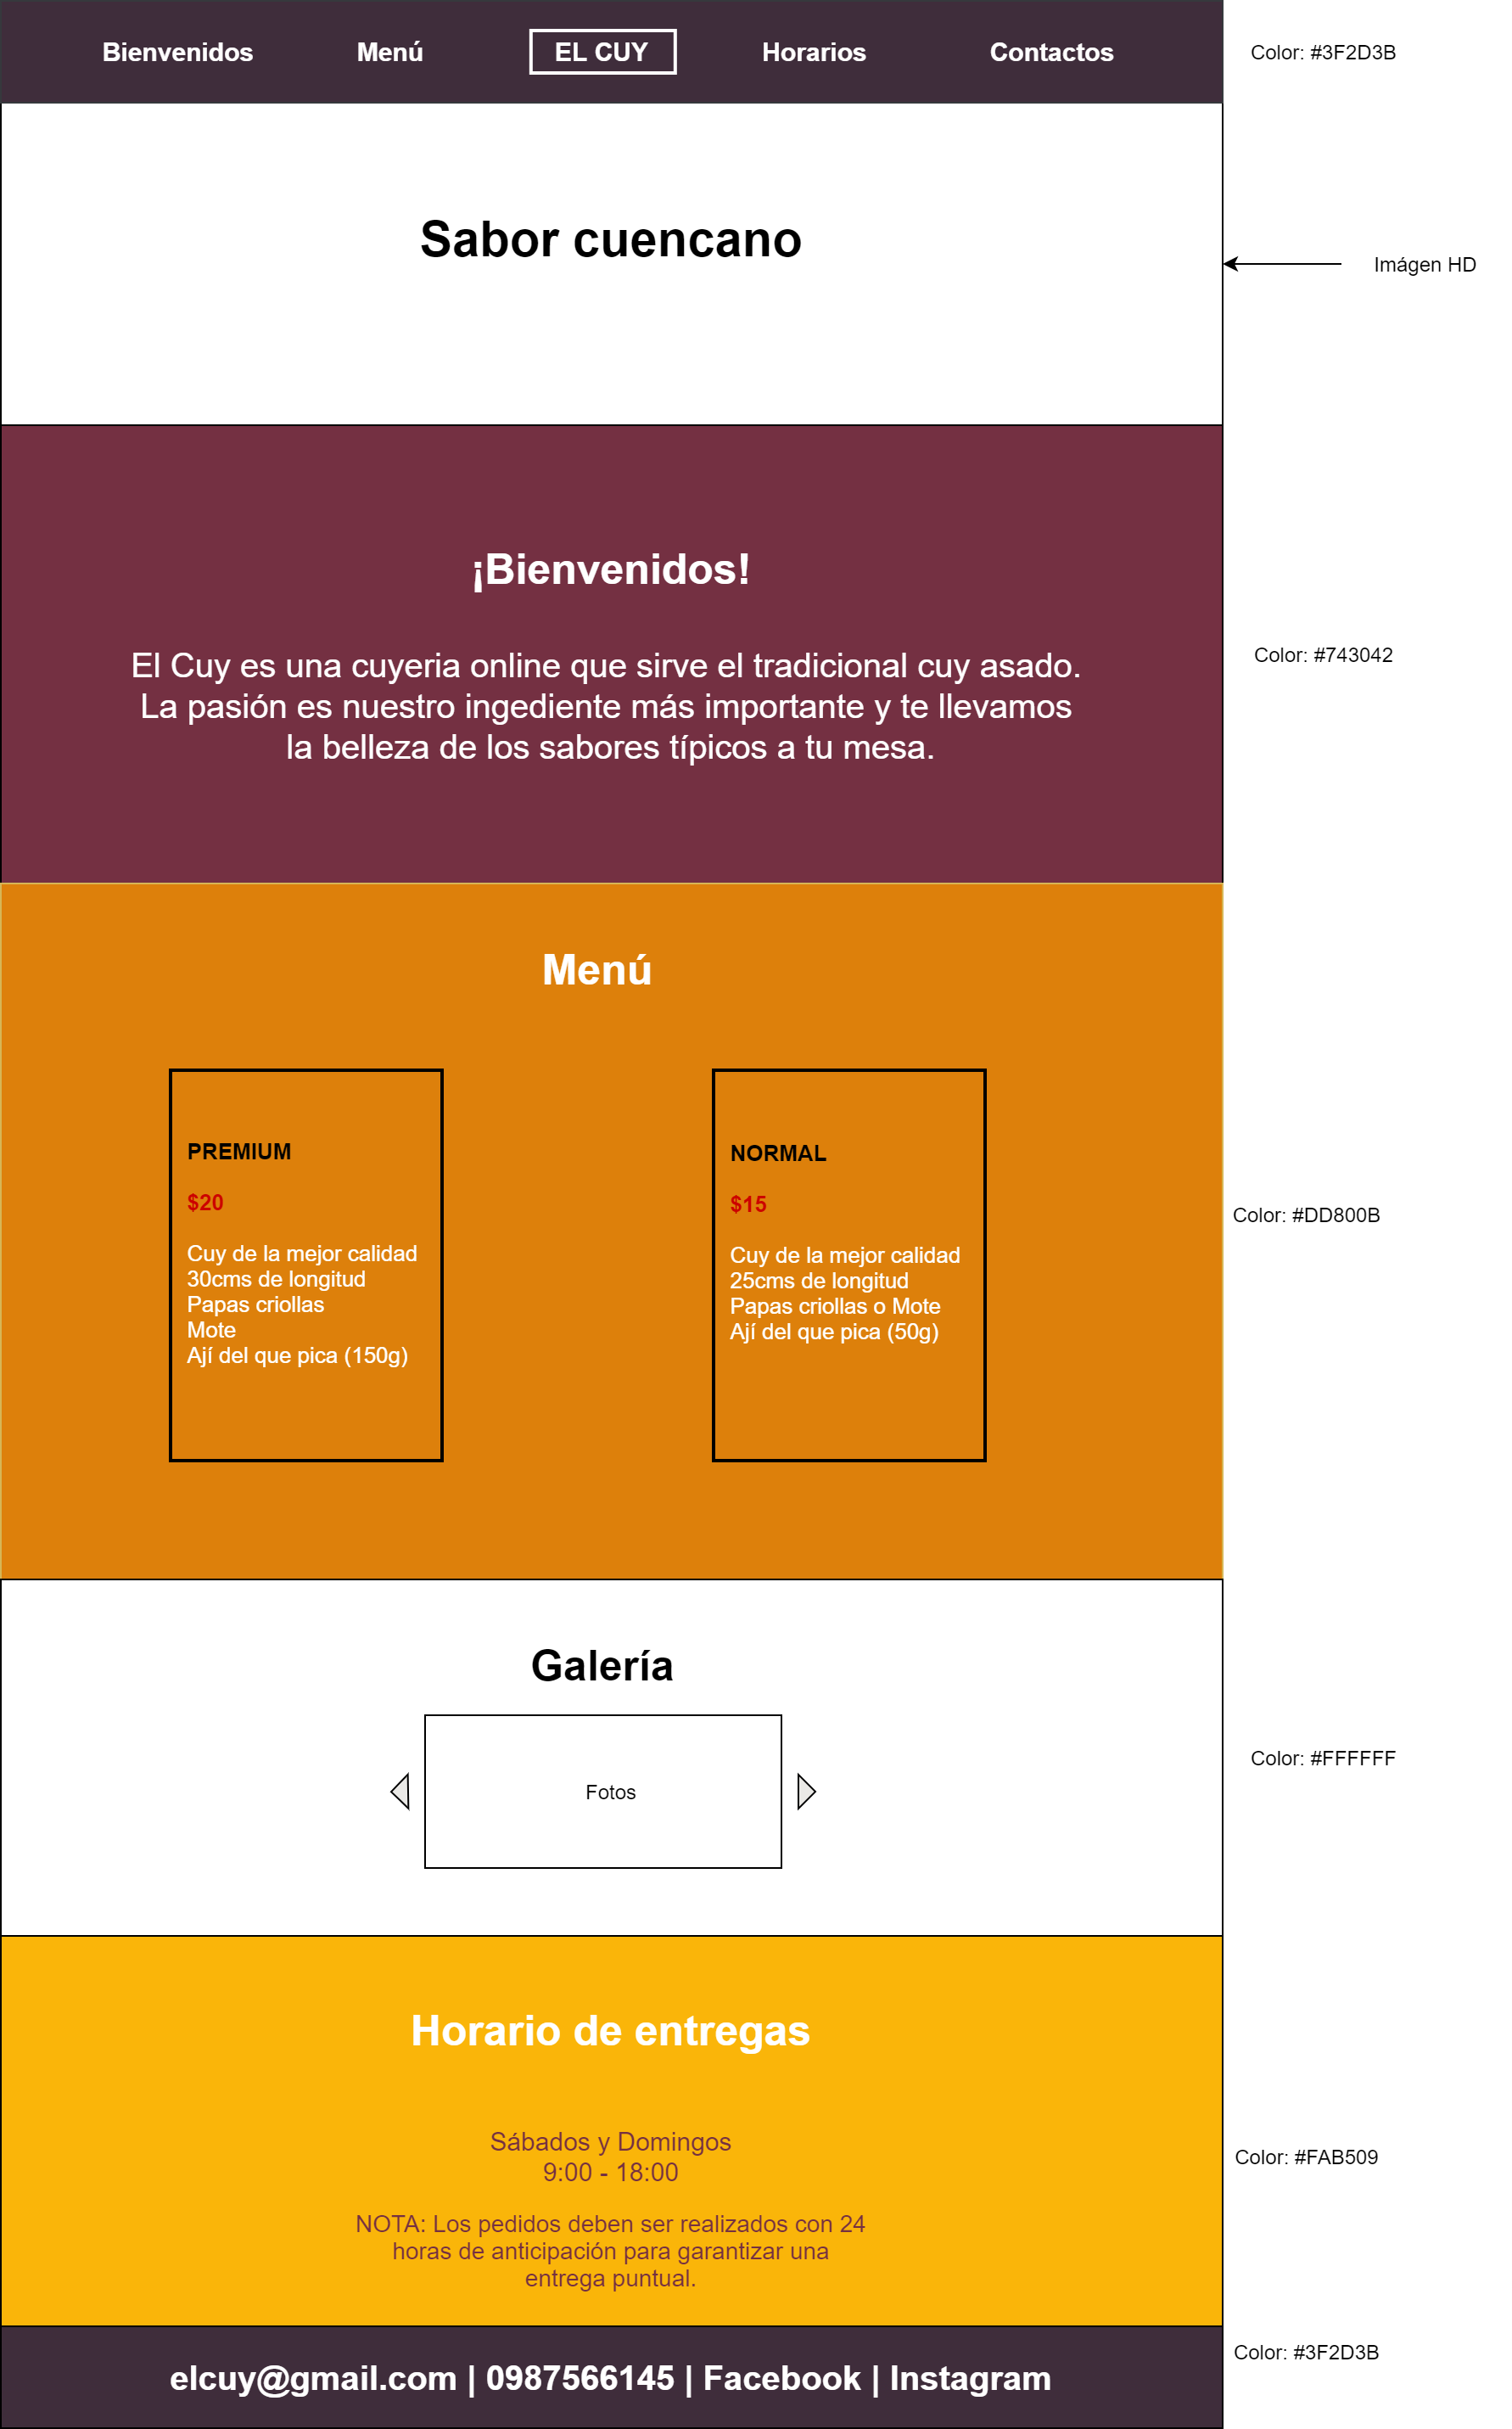 Bienvenidos
Menú
EL CUY
Horarios
Contactos
Color: #3F2D3B
Sabor cuencano
Imágen HD
¡Bienvenidos!
El Cuy es una cuyeria online que sirve el tradicional cuy asado.
La pasión es nuestro ingediente más importante y te llevamos
la belleza de los sabores típicos a tu mesa.
Color: #743042
Menú
PREMIUM
$20
Cuy de la mejor calidad
30cms de longitud
Papas criollas
Mote
Ají del que pica (150g)
NORMAL
$15
Cuy de la mejor calidad
25cms de longitud
Papas criollas o Mote
Ají del que pica (50g)
Color: #DD800B
Galería
Fotos
Color: #FFFFFF
Horario de entregas
Sábados y Domingos
9:00 - 18:00
NOTA: Los pedidos deben ser realizados con 24
horas de anticipación para garantizar una
entrega puntual.
Color: #FAB509
elcuy@gmail.com | 0987566145 | Facebook | Instagram
Color: #3F2D3B